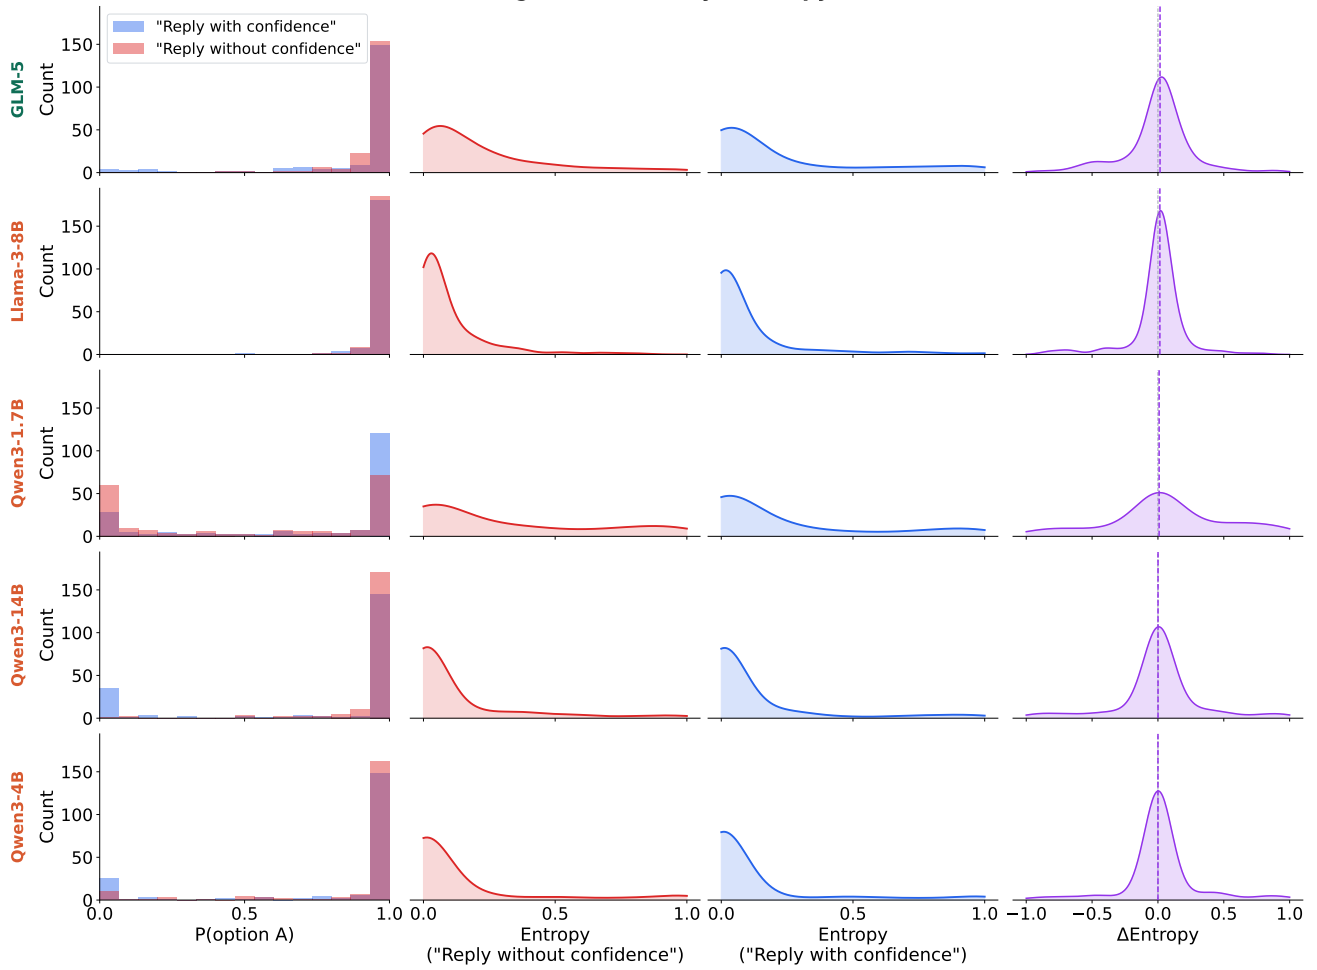 "Reply with confidence"
"Reply without confidence"
GLM-5
Count
150
100
50
0
Llama-3-8B
Count
150
100
50
0
Qwen3-1.7B
Count
150
100
50
0
Qwen3-14B
Count
150
100
50
0
Qwen3-4B
Count
150
100
50
0
0.0 0.5 1.0
P(option A)
0.0 0.5 1.0
Entropy
("Reply without confidence")
0.0 0.5 1.0
Entropy
("Reply with confidence")
−1.0 −0.5 0.0 0.5 1.0
ΔEntropy